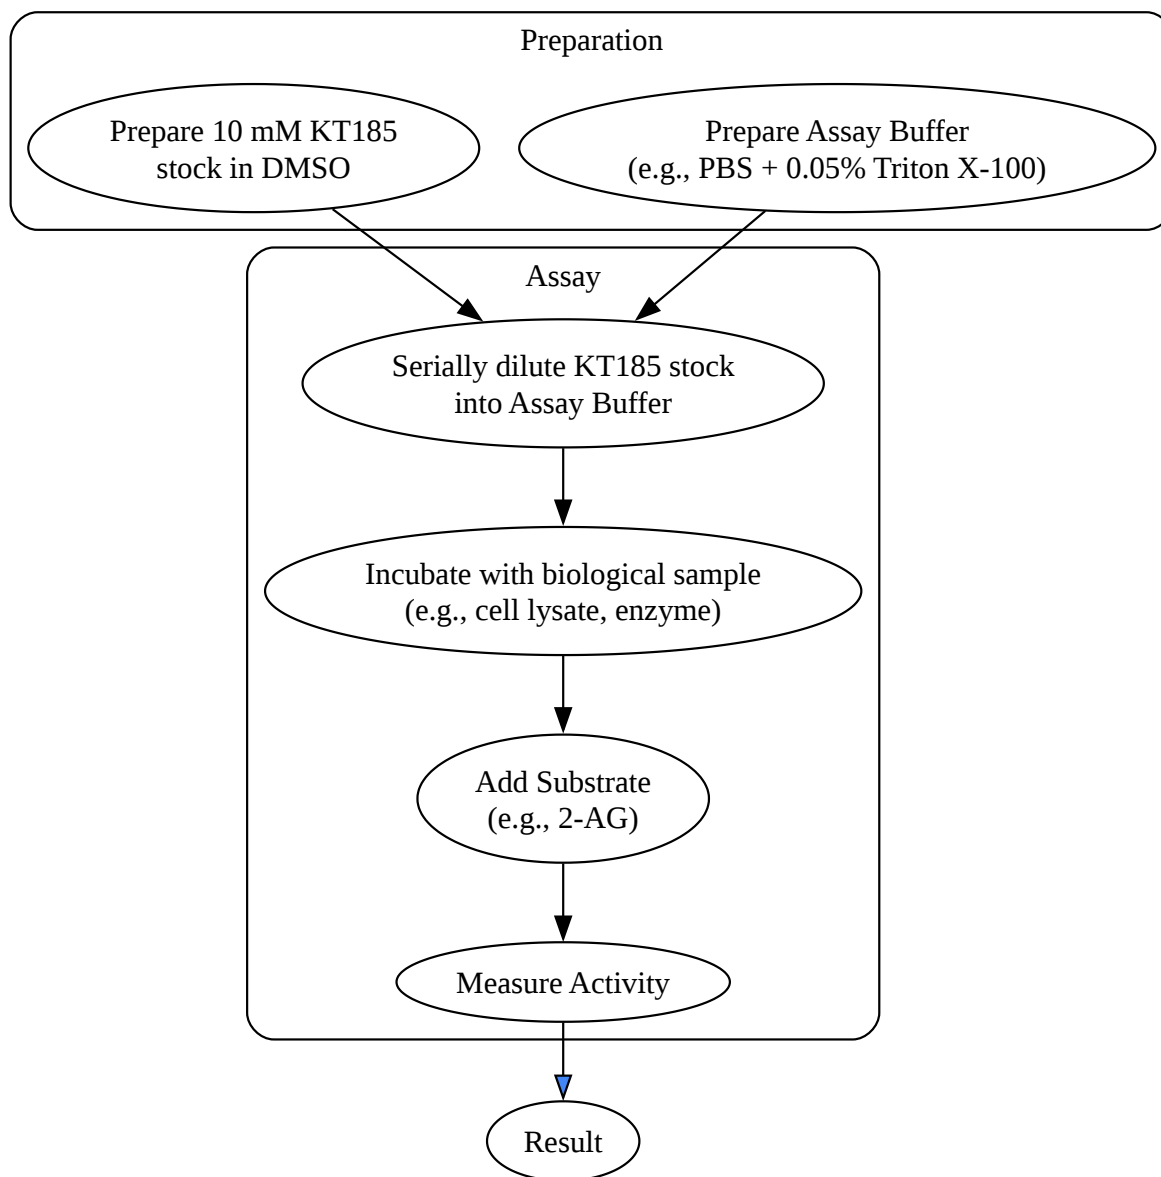 Preparation
Prepare 10 mM KT185
stock in DMSO
Prepare Assay Buffer
(e.g., PBS + 0.05% Triton X-100)
Assay
Serially dilute KT185 stock
into Assay Buffer
Incubate with biological sample
(e.g., cell lysate, enzyme)
Add Substrate
(e.g., 2-AG)
Measure Activity
Result